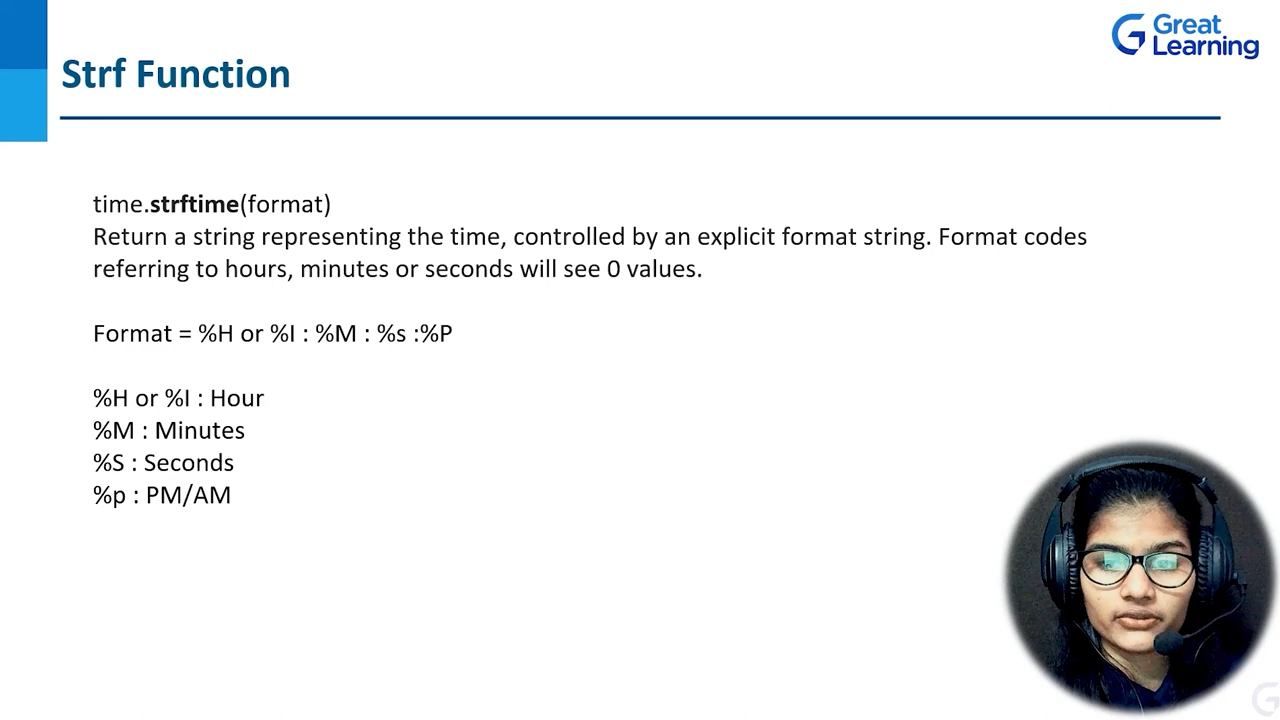 Great
Learning
Strf Function
time.strftime(format)
Return a string representing the time, controlled by an explicit format string. Format codes
referring to hours, minutes or seconds will see 0 values.
Format = %H or %I : %M : %s :%P
%H or %I : Hour
%M : Minutes
%S : Seconds
%p : PM/AM